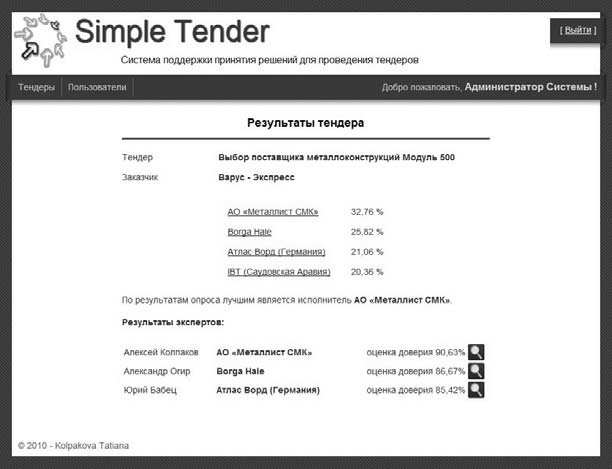 Simple Tender
[ Выйти ]
Система поддержки принятия решений для проведения тендеров
Тендеры Пользователи Добро пожаловать, Администратор Системы !
Результаты тендера
Тендер Выбор поставщика металлоконструкций Модуль 500
Заказчик Варус - Экспресс
АО «Металлист СМК» 32,76 %
Borga Hale 25,82 %
Атлас Ворд (Германия) 21,06 %
IBT (Саудовская Аравия) 20,36 %
По результатам опроса лучшим является исполнитель АО «Металлист СМК».
Результаты экспертов:
Алексей Колпаков АО «Металлист СМК» оценка доверия 90,63%
Александр Огир Borga Hale оценка доверия 86,67%
Юрий Бабец Атлас Ворд (Германия) оценка доверия 85,42%
© 2010 - Kolpakova Tatiana